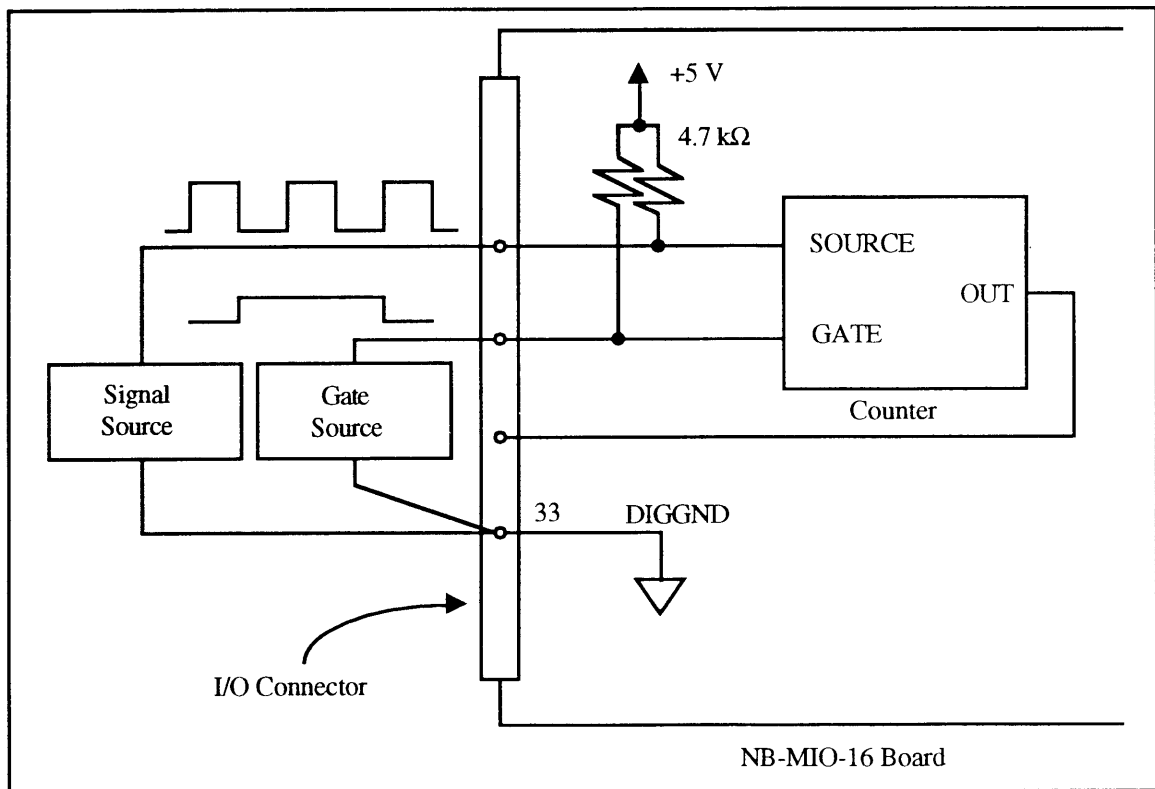 +5 V
4.7 kΩ
SOURCE
OUT
GATE
Counter
Signal
Source
Gate
Source
33
DIGGND
I/O Connector
NB-MIO-16 Board